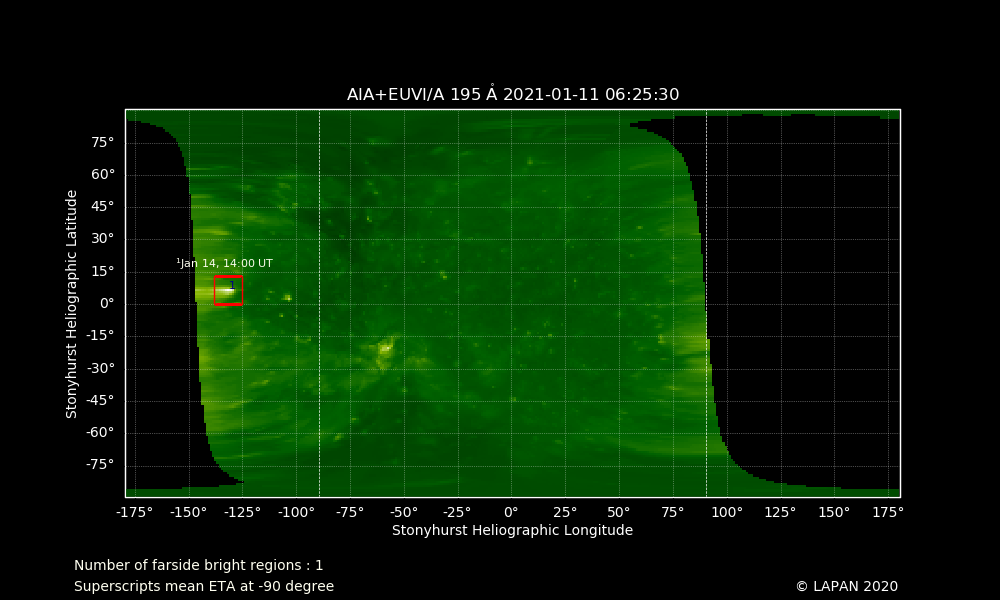 AIA+EUVI/A 195 Å 2021-01-11 06:25:30
75°
60°
45°
30°
¹Jan 14, 14:00 UT
15°
1
0°
-15°
-30°
-45°
-60°
-75°
Stonyhurst Heliographic Latitude
-175° -150° -125° -100° -75° -50° -25° 0° 25° 50° 75° 100° 125° 150° 175°
Stonyhurst Heliographic Longitude
Number of farside bright regions : 1
Superscripts mean ETA at -90 degree
© LAPAN 2020